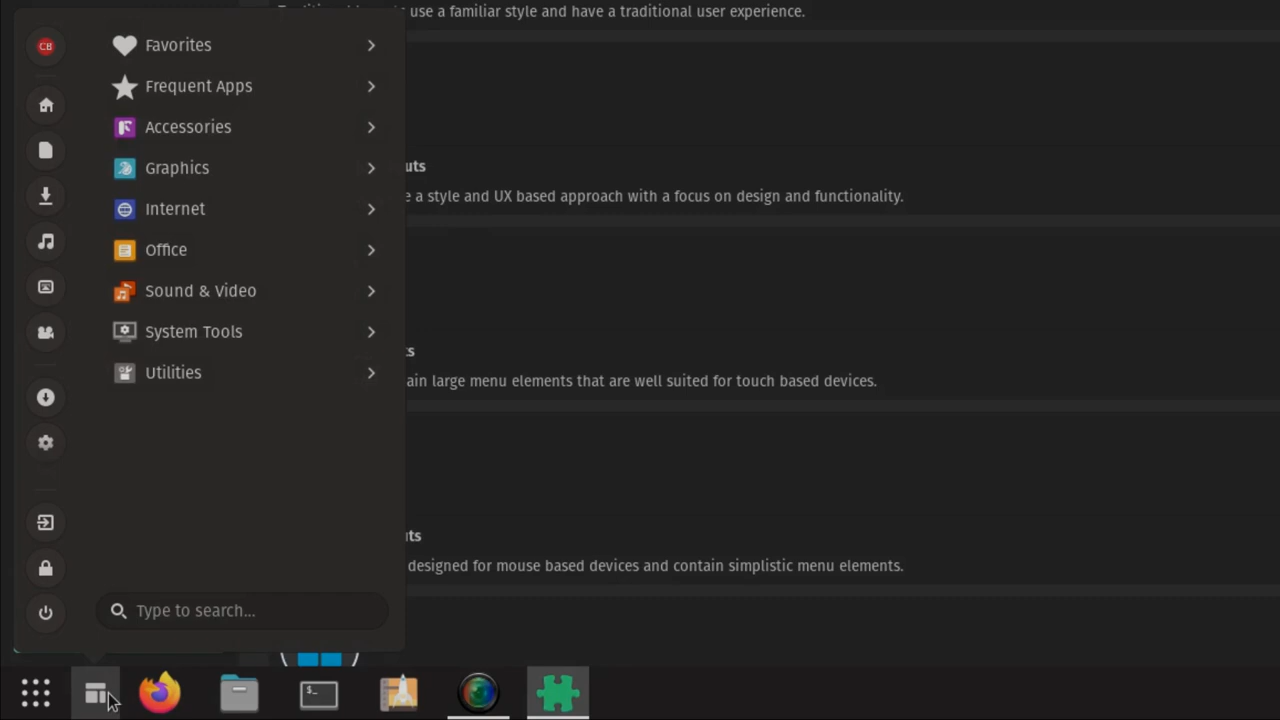 use a familiar style and have a traditional user experience.
CB
Favorites
Frequent Apps
Accessories
Graphics
Internet
Office
Sound & Video
System Tools
Utilities
Type to search...
uts
e a style and UX based approach with a focus on design and functionality.
ts
ain large menu elements that are well suited for touch based devices.
uts
designed for mouse based devices and contain simplistic menu elements.
$_